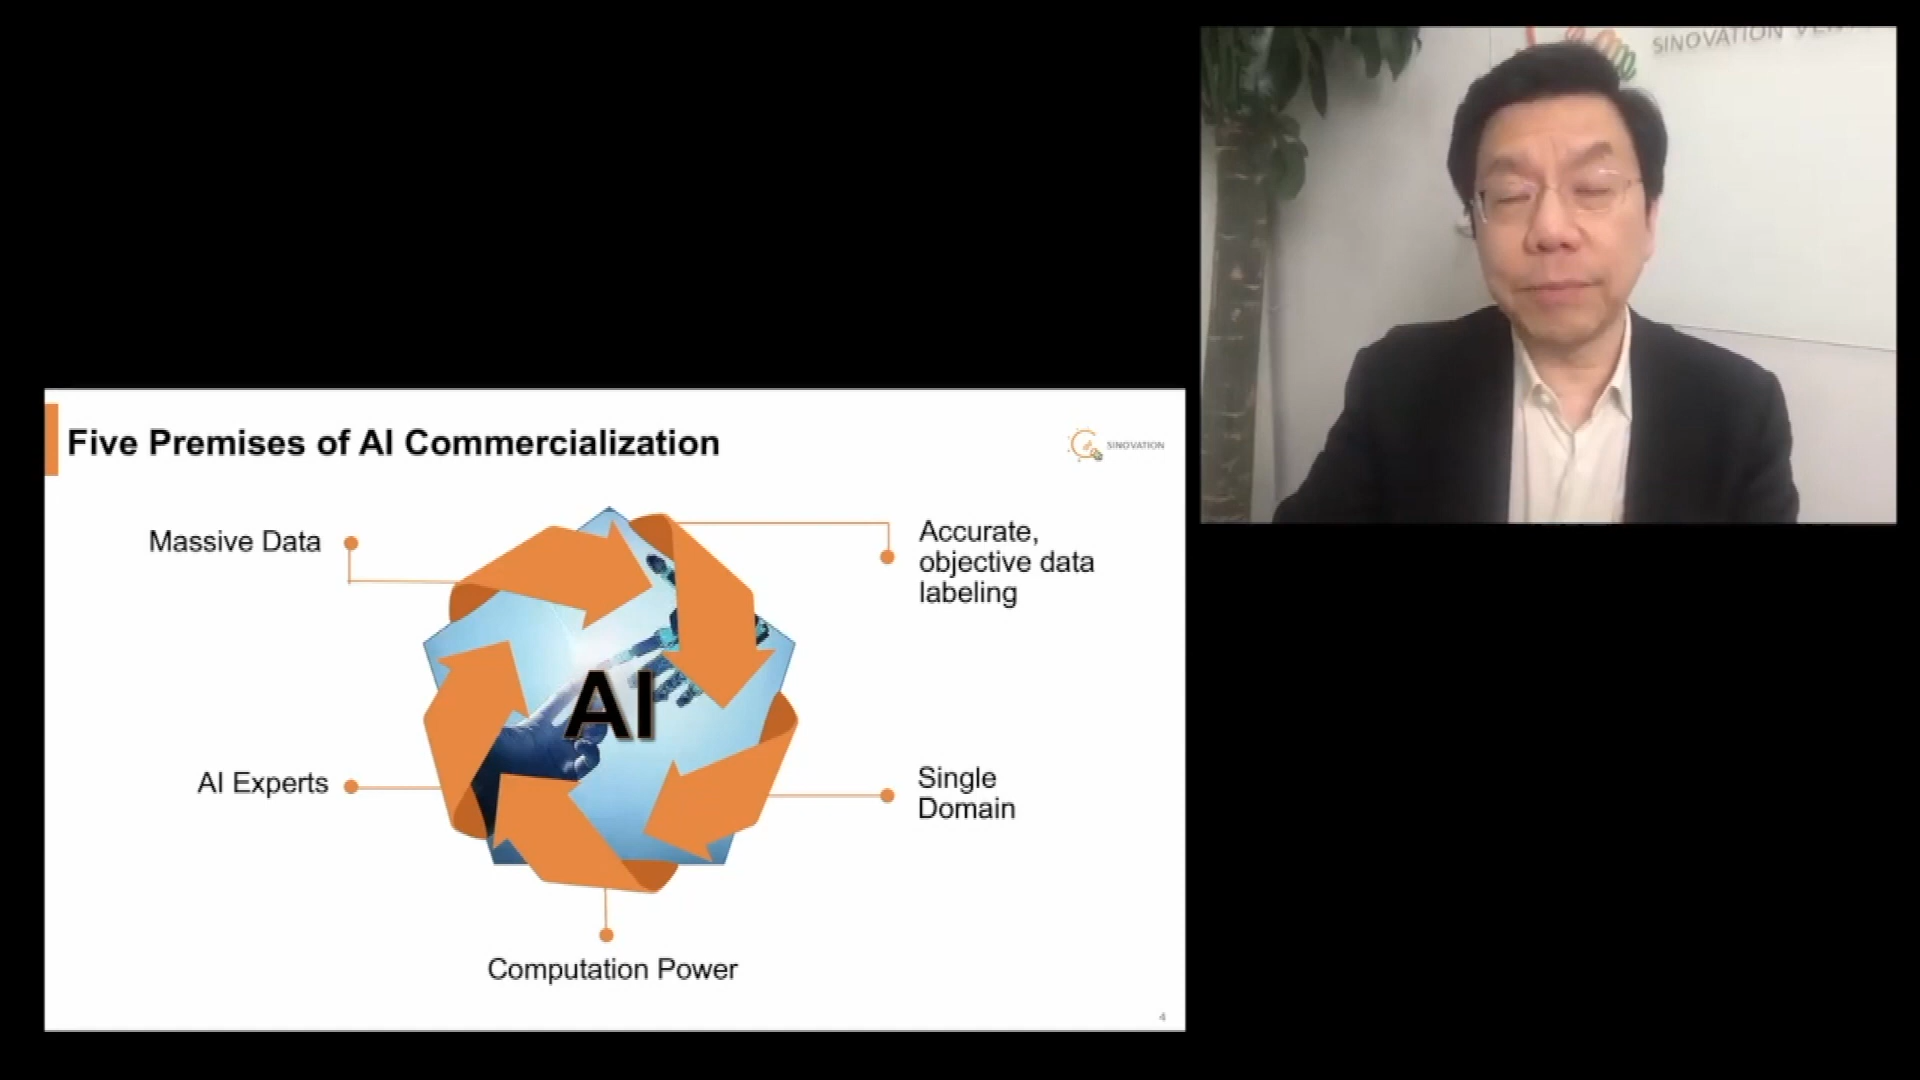 SINOVATION
Five Premises of AI Commercialization
SINOVATION
Massive Data
Accurate,
objective data
labeling
AI
AI Experts
Single
Domain
Computation Power
4